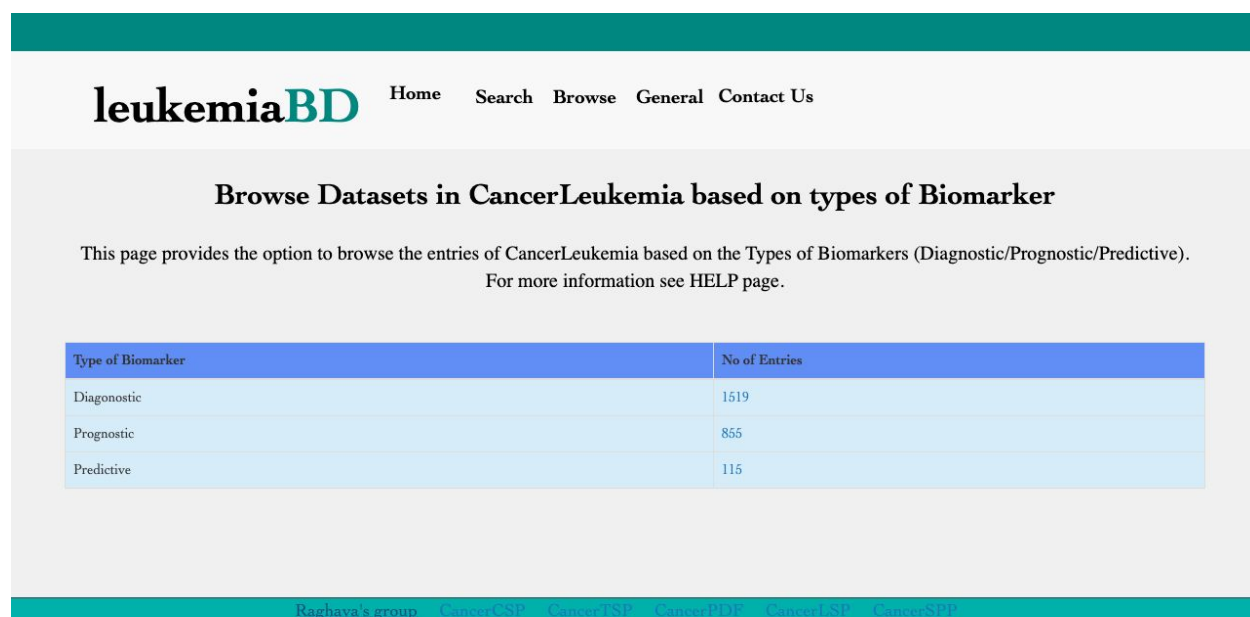 leukemiaBD Home Search Browse General Contact Us
Browse Datasets in CancerLeukemia based on types of Biomarker
This page provides the option to browse the entries of CancerLeukemia based on the Types of Biomarkers (Diagnostic/Prognostic/Predictive).
For more information see HELP page.
Type of Biomarker No of Entries
Diagonostic 1519
Prognostic 855
Predictive 115
Raghava's group CancerCSP CancerTSP CancerPDF CancerLSP CancerSPP